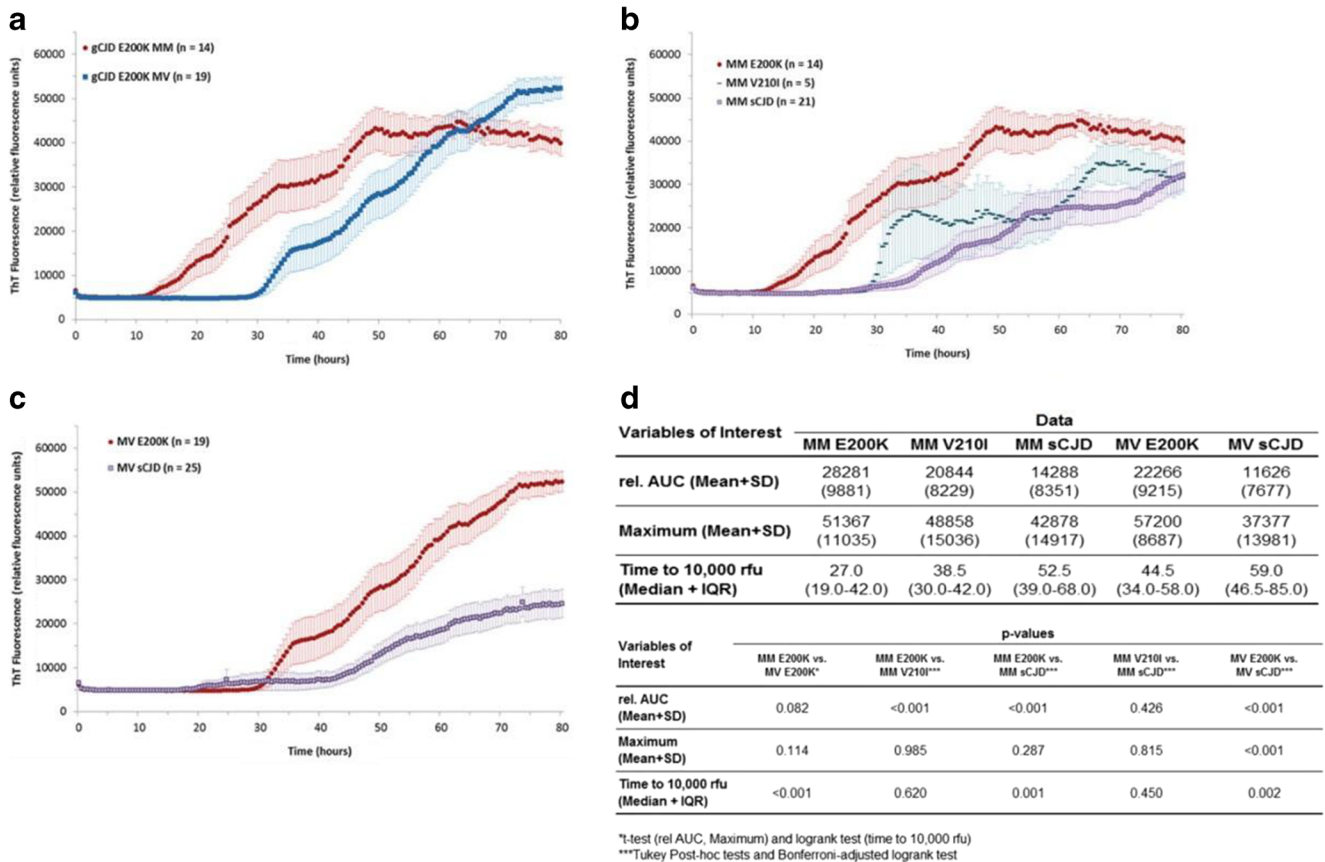 a
ThT Fluorescence (relative fluorescence units)
60000
50000
40000
30000
20000
10000
0
gCJD E200K MM (n = 14)
gCJD E200K MV (n = 19)
0 10 20 30 40 50 60 70 80
Time (hours)
b
ThT Fluorescence (relative fluorescence units)
60000
50000
40000
30000
20000
10000
0
MM E200K (n = 14)
MM V210I (n = 5)
MM sCJD (n = 21)
0 10 20 30 40 50 60 70 80
Time (hours)
c
ThT Fluorescence (relative fluorescence units)
60000
50000
40000
30000
20000
10000
0
MV E200K (n = 19)
MV sCJD (n = 25)
0 10 20 30 40 50 60 70 80
Time (hours)
d
Variables of Interest Data
MM E200K MM V210I MM sCJD MV E200K MV sCJD
rel. AUC (Mean+SD) 28281 20844 14288 22266 11626
(9881) (8229) (8351) (9215) (7677)
Maximum (Mean+SD) 51367 48858 42878 57200 37377
(11035) (15036) (14917) (8687) (13981)
Time to 10,000 rfu 27.0 38.5 52.5 44.5 59.0
(Median + IQR) (19.0-42.0) (30.0-42.0) (39.0-68.0) (34.0-58.0) (46.5-85.0)
p-values
Variables of MM E200K vs. MM E200K vs. MM E200K vs. MM V210I vs. MV E200K vs.
Interest MV E200K* MM V210I*** MM sCJD*** MM sCJD*** MV sCJD***
rel. AUC
(Mean+SD) 0.082 <0.001 <0.001 0.426 <0.001
Maximum
(Mean+SD) 0.114 0.985 0.287 0.815 <0.001
Time to 10,000 rfu
(Median + IQR) <0.001 0.620 0.001 0.450 0.002
*t-test (rel AUC, Maximum) and logrank test (time to 10,000 rfu)
***Tukey Post-hoc tests and Bonferroni-adjusted logrank test